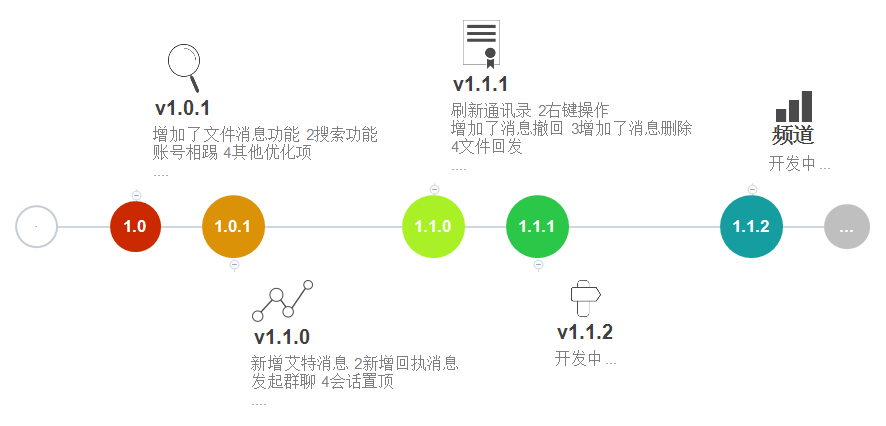 v1.0.1
增加了文件消息功能 2搜索功能
账号相踢 4其他优化项
....
v1.1.1
刷新通讯录 2右键操作
增加了消息撤回 3增加了消息删除
4文件回发
....
频道
开发中 ...
-
1.0
1.0.1
1.1.0
1.1.1
1.1.2
...
v1.1.0
新增艾特消息 2新增回执消息
发起群聊 4会话置顶
....
v1.1.2
开发中 ...